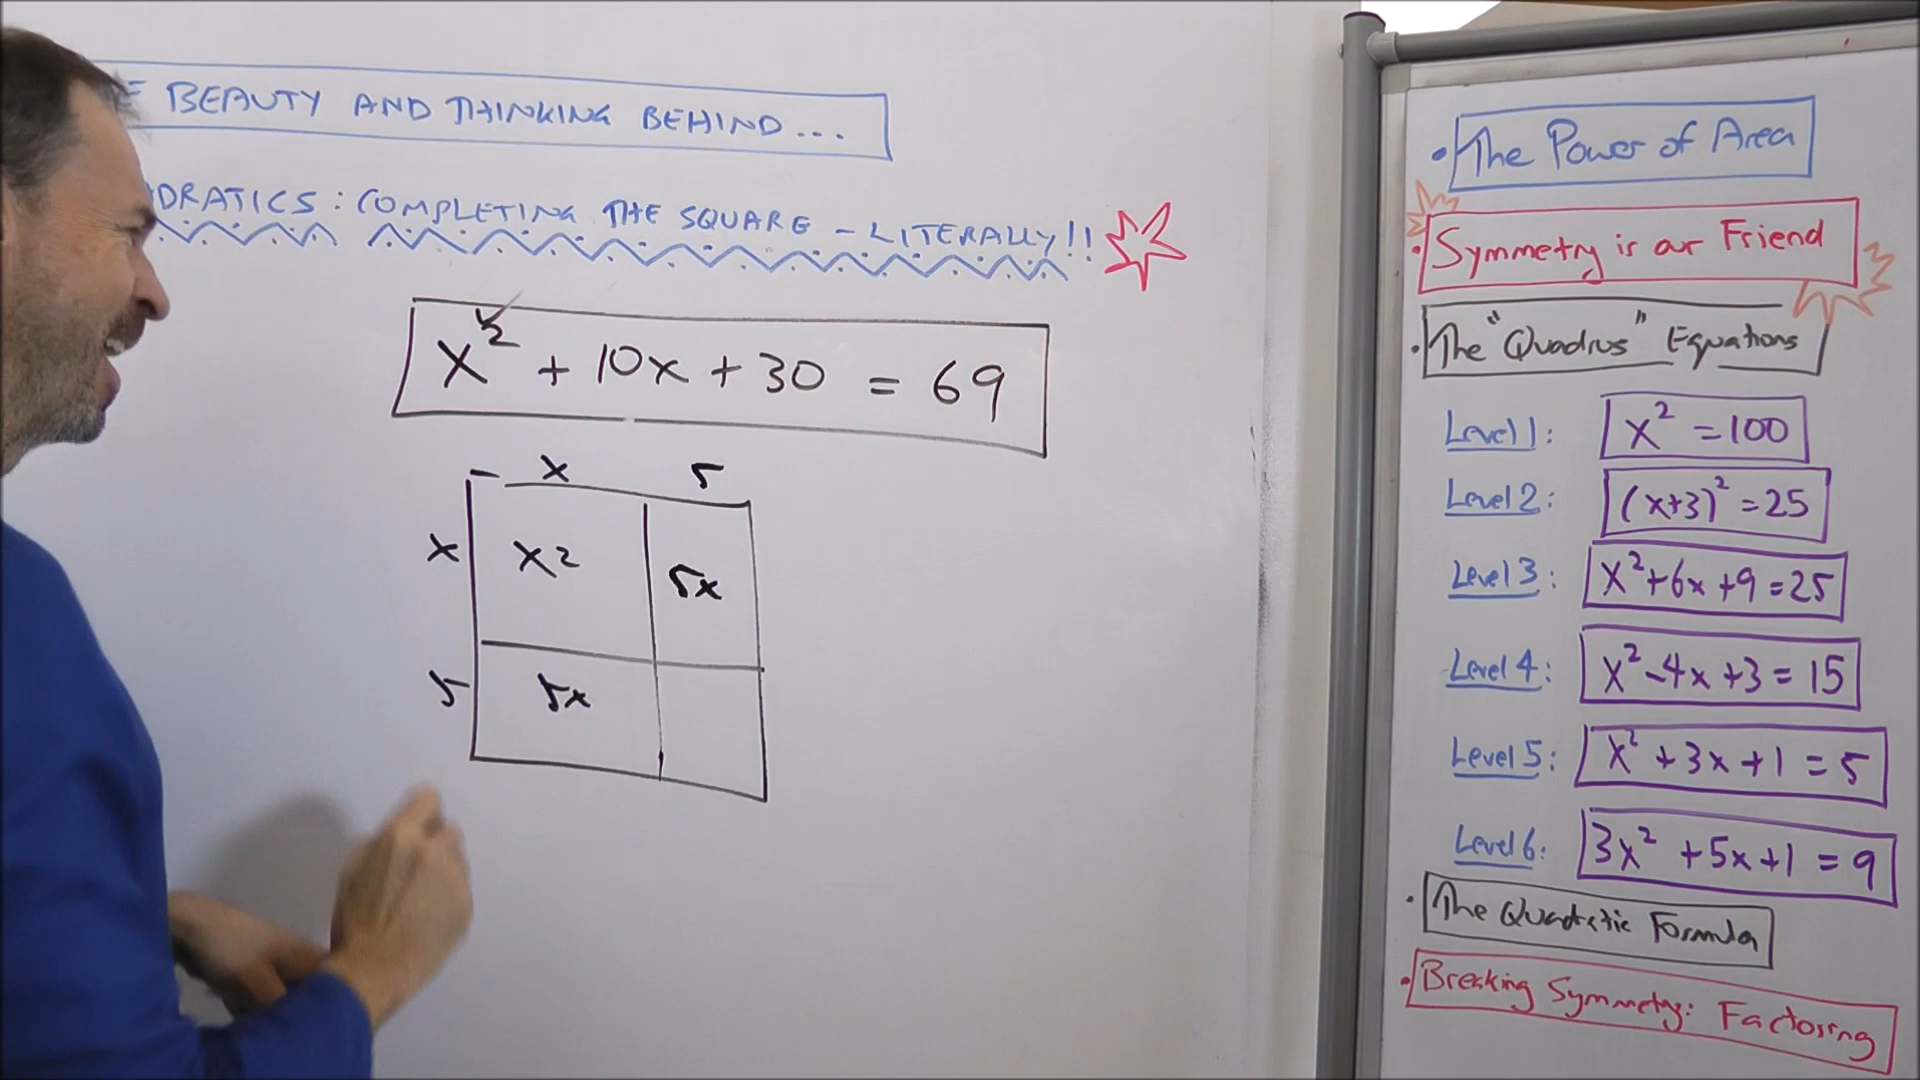 BEAUTY AND THINKING BEHIND...
DRATICS: COMPLETING THE SQUARE - LITERALLY!!
x² + 10x + 30 = 69
x 5
x x2 5x
5 5x
• The Power of Area
• Symmetry is our Friend
• The "Quadrus" Equations
Level 1: x² = 100
Level 2: (x+3)² = 25
Level 3: x²+6x+9=25
Level 4: x²-4x+3=15
Level 5: x²+3x+1=5
Level 6: 3x²+5x+1=9
• The Quadratic Formula
• Breaking Symmetry: Factoring